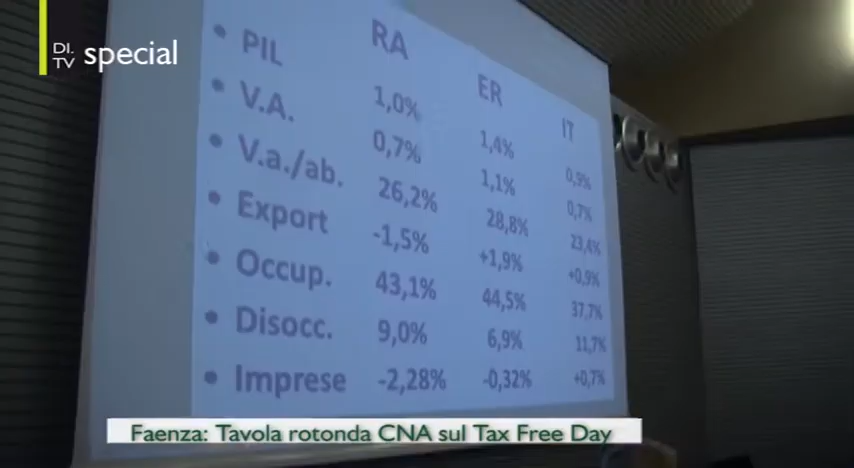 DI.
TV special
RA ER IT
• PIL 1,0% 1,4% 0,9%
• V.A. 0,7% 1,1% 0,7%
• V.a./ab. 26,2% 28,8% 23,4%
• Export -1,5% +1,9% +0,9%
• Occup. 43,1% 44,5% 37,7%
• Disocc. 9,0% 6,9% 11,7%
• Imprese -2,28% -0,32% +0,7%
Faenza: Tavola rotonda CNA sul Tax Free Day